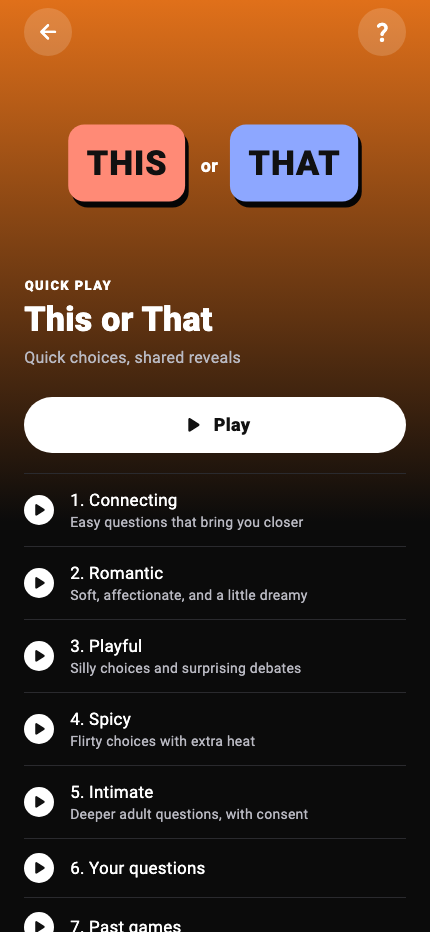 ?
THIS or THAT
QUICK PLAY
This or That
Quick choices, shared reveals
Play
1. Connecting
Easy questions that bring you closer
2. Romantic
Soft, affectionate, and a little dreamy
3. Playful
Silly choices and surprising debates
4. Spicy
Flirty choices with extra heat
5. Intimate
Deeper adult questions, with consent
6. Your questions
7. Past games